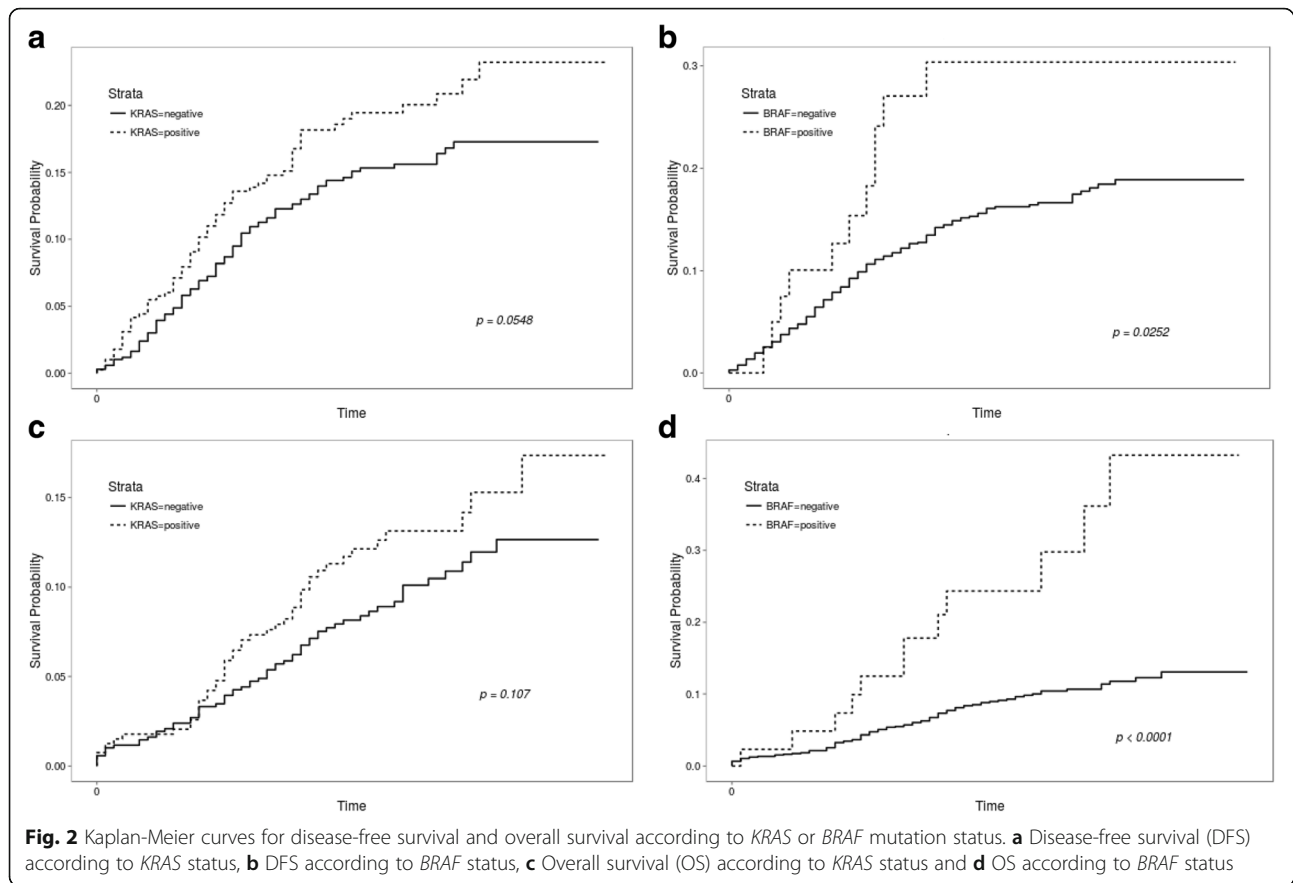 a
Strata
KRAS=negative
KRAS=positive
0.20
0.15
0.10
0.05
0.00
Survival Probability
p = 0.0548
0
Time
b
Strata
BRAF=negative
BRAF=positive
0.3
0.2
0.1
0.0
Survival Probability
p = 0.0252
0
Time
c
Strata
KRAS=negative
KRAS=positive
0.15
0.10
0.05
0.00
Survival Probability
p = 0.107
0
Time
d
Strata
BRAF=negative
BRAF=positive
0.4
0.3
0.2
0.1
0.0
Survival Probability
p < 0.0001
0
Time
Fig. 2 Kaplan-Meier curves for disease-free survival and overall survival according to KRAS or BRAF mutation status. a Disease-free survival (DFS)
according to KRAS status, b DFS according to BRAF status, c Overall survival (OS) according to KRAS status and d OS according to BRAF status